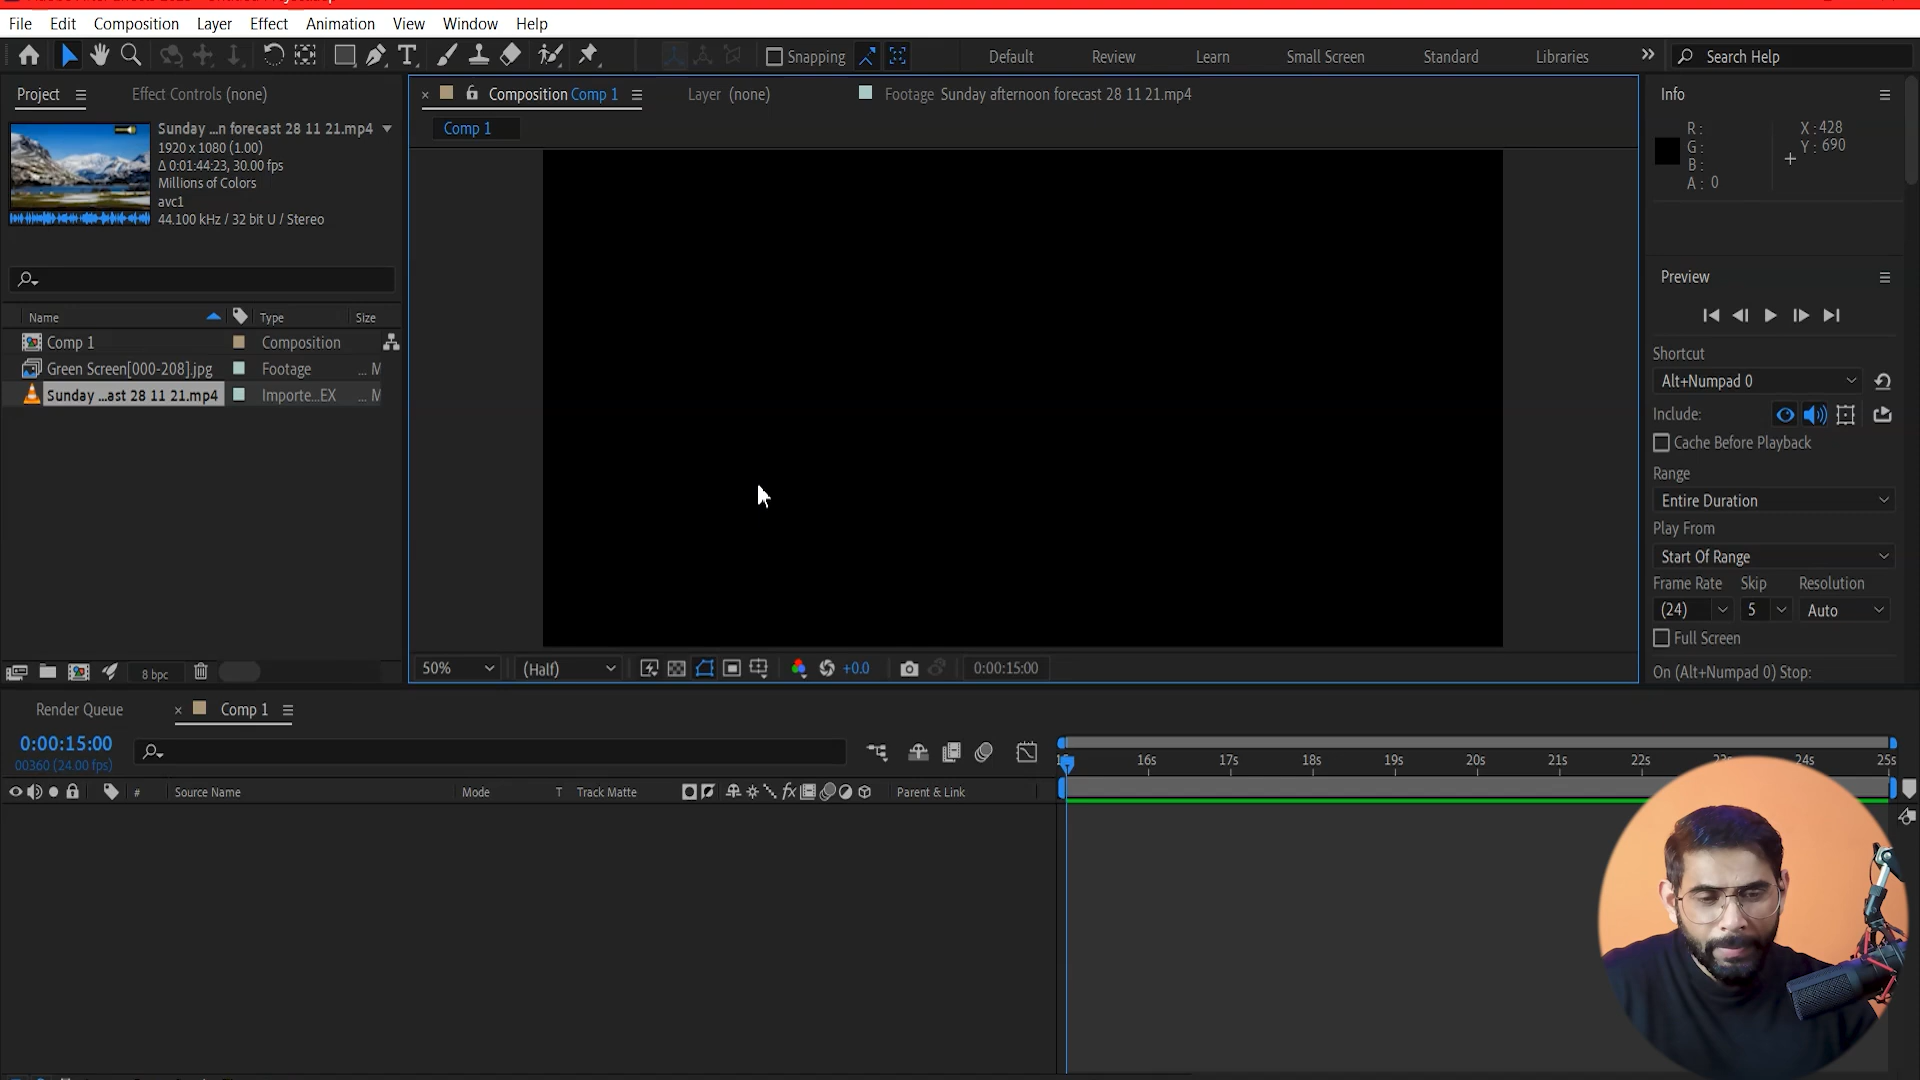 File Edit Composition Layer Effect Animation View Window Help
Snapping Default Review Learn Small Screen Standard Libraries Search Help
Project Effect Controls (none)
Sunday ...n forecast 28 11 21.mp4
1920 x 1080 (1.00)
Δ 0:01:44:23, 30.00 fps
Millions of Colors
avc1
44.100 kHz / 32 bit U / Stereo
Name Type Size
Comp 1 Composition
Green Screen[000-208].jpg Footage ... M
Sunday ...ast 28 11 21.mp4 Importe...EX ... M
8 bpc
Composition Comp 1 Layer (none) Footage Sunday afternoon forecast 28 11 21.mp4
Comp 1
50% (Half) +0.0 0:00:15:00
Info
R: X: 428
G: Y: 690
B:
A: 0
Preview
Shortcut
Alt+Numpad 0
Include:
Cache Before Playback
Range
Entire Duration
Play From
Start Of Range
Frame Rate Skip Resolution
(24) 5 Auto
Full Screen
On (Alt+Numpad 0) Stop:
Render Queue Comp 1
0:00:15:00
00360 (24.00 fps)
# Source Name Mode T Track Matte fx Parent & Link
16s 17s 18s 19s 20s 21s 22s 24s 25s